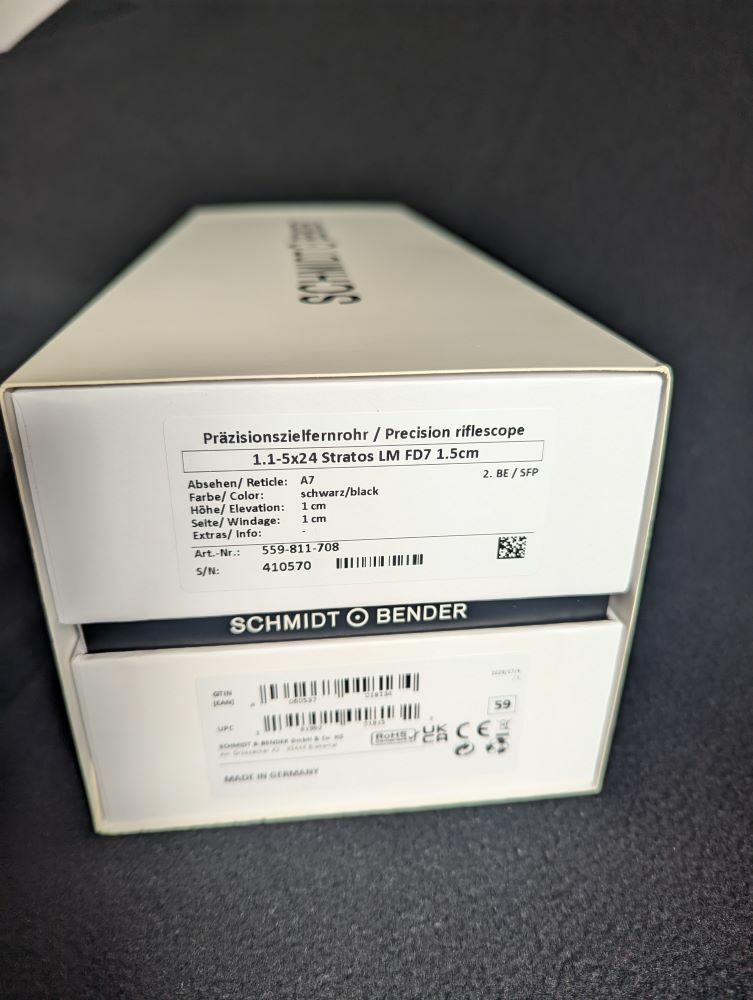 SCHMIDT
Präzisionszielfernrohr / Precision riflescope
1.1-5x24 Stratos LM FD7 1.5cm
2. BE / SFP
Absehen/ Reticle: A7
Farbe/ Color: schwarz/black
Höhe/ Elevation: 1 cm
Seite/ Windage: 1 cm
Extras/ Info: -
Art.-Nr.: 559-811-708
S/N: 410570
SCHMIDT BENDER
GTIN
(EAN)
59
UPC
RoHS
UK
CA
CE
SCHMIDT & BENDER GmbH & Co. KG
MADE IN GERMANY